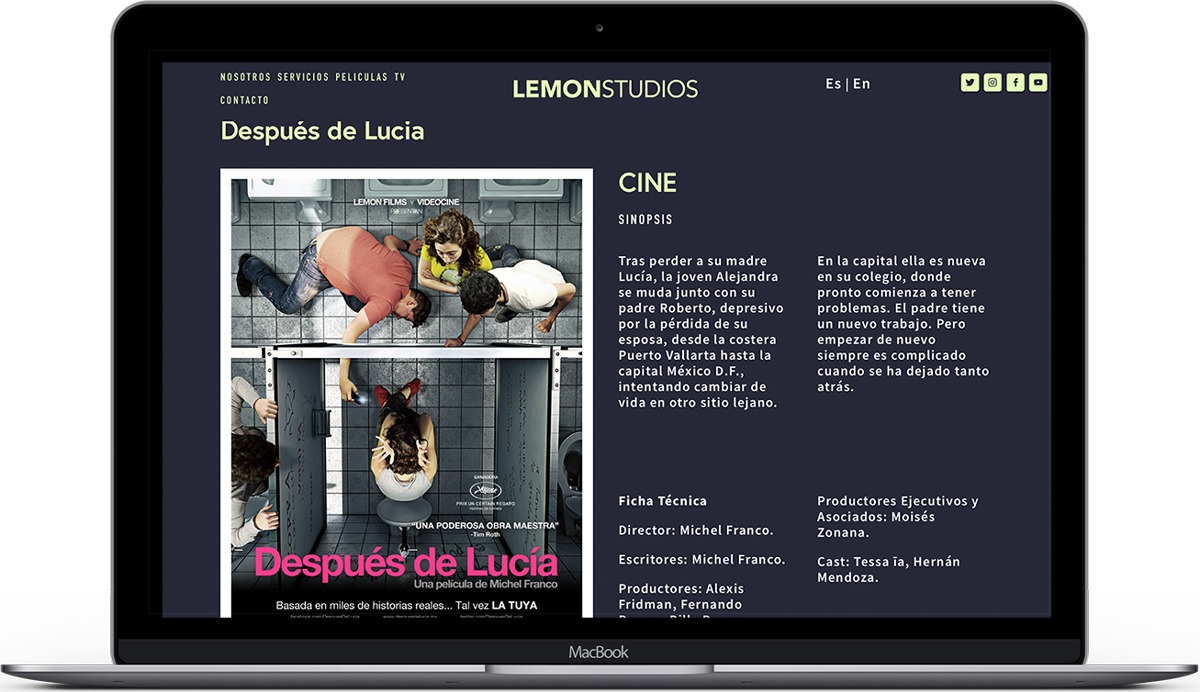 NOSOTROS SERVICIOS PELICULAS TV
CONTACTO
LEMONSTUDIOS
Es | En
Después de Lucia
LEMON FILMS Y VIDEOCINE
PRESENTAN
GANADORA
PRIX UN CERTAIN REGARD
FESTIVAL DE CANNES
"UNA PODEROSA OBRA MAESTRA"
-Tim Roth
Después de Lucía
Una película de Michel Franco
Basada en miles de historias reales... Tal vez LA TUYA
CINE
SINOPSIS
Tras perder a su madre
Lucía, la joven Alejandra
se muda junto con su
padre Roberto, depresivo
por la pérdida de su
esposa, desde la costera
Puerto Vallarta hasta la
capital México D.F.,
intentando cambiar de
vida en otro sitio lejano.
En la capital ella es nueva
en su colegio, donde
pronto comienza a tener
problemas. El padre tiene
un nuevo trabajo. Pero
empezar de nuevo
siempre es complicado
cuando se ha dejado tanto
atrás.
Ficha Técnica
Director: Michel Franco.
Escritores: Michel Franco.
Productores: Alexis
Fridman, Fernando
Productores Ejecutivos y
Asociados: Moisés
Zonana.
Cast: Tessa īa, Hernán
Mendoza.
MacBook